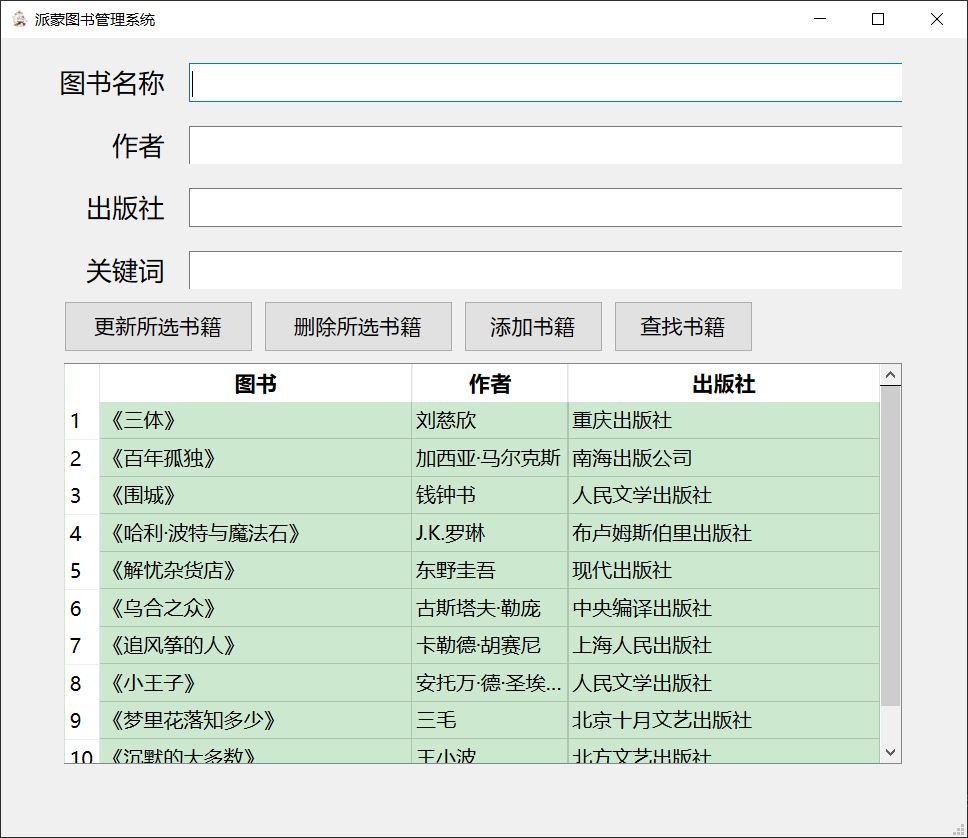 派蒙图书管理系统
图书名称
作者
出版社
关键词
更新所选书籍 删除所选书籍 添加书籍 查找书籍
图书 作者 出版社
1 《三体》 刘慈欣 重庆出版社
2 《百年孤独》 加西亚·马尔克斯 南海出版公司
3 《围城》 钱钟书 人民文学出版社
4 《哈利·波特与魔法石》 J.K.罗琳 布卢姆斯伯里出版社
5 《解忧杂货店》 东野圭吾 现代出版社
6 《乌合之众》 古斯塔夫·勒庞 中央编译出版社
7 《追风筝的人》 卡勒德·胡赛尼 上海人民出版社
8 《小王子》 安托万·德·圣埃... 人民文学出版社
9 《梦里花落知多少》 三毛 北京十月文艺出版社
10 《沉默的大多数》 王小波 北方文艺出版社